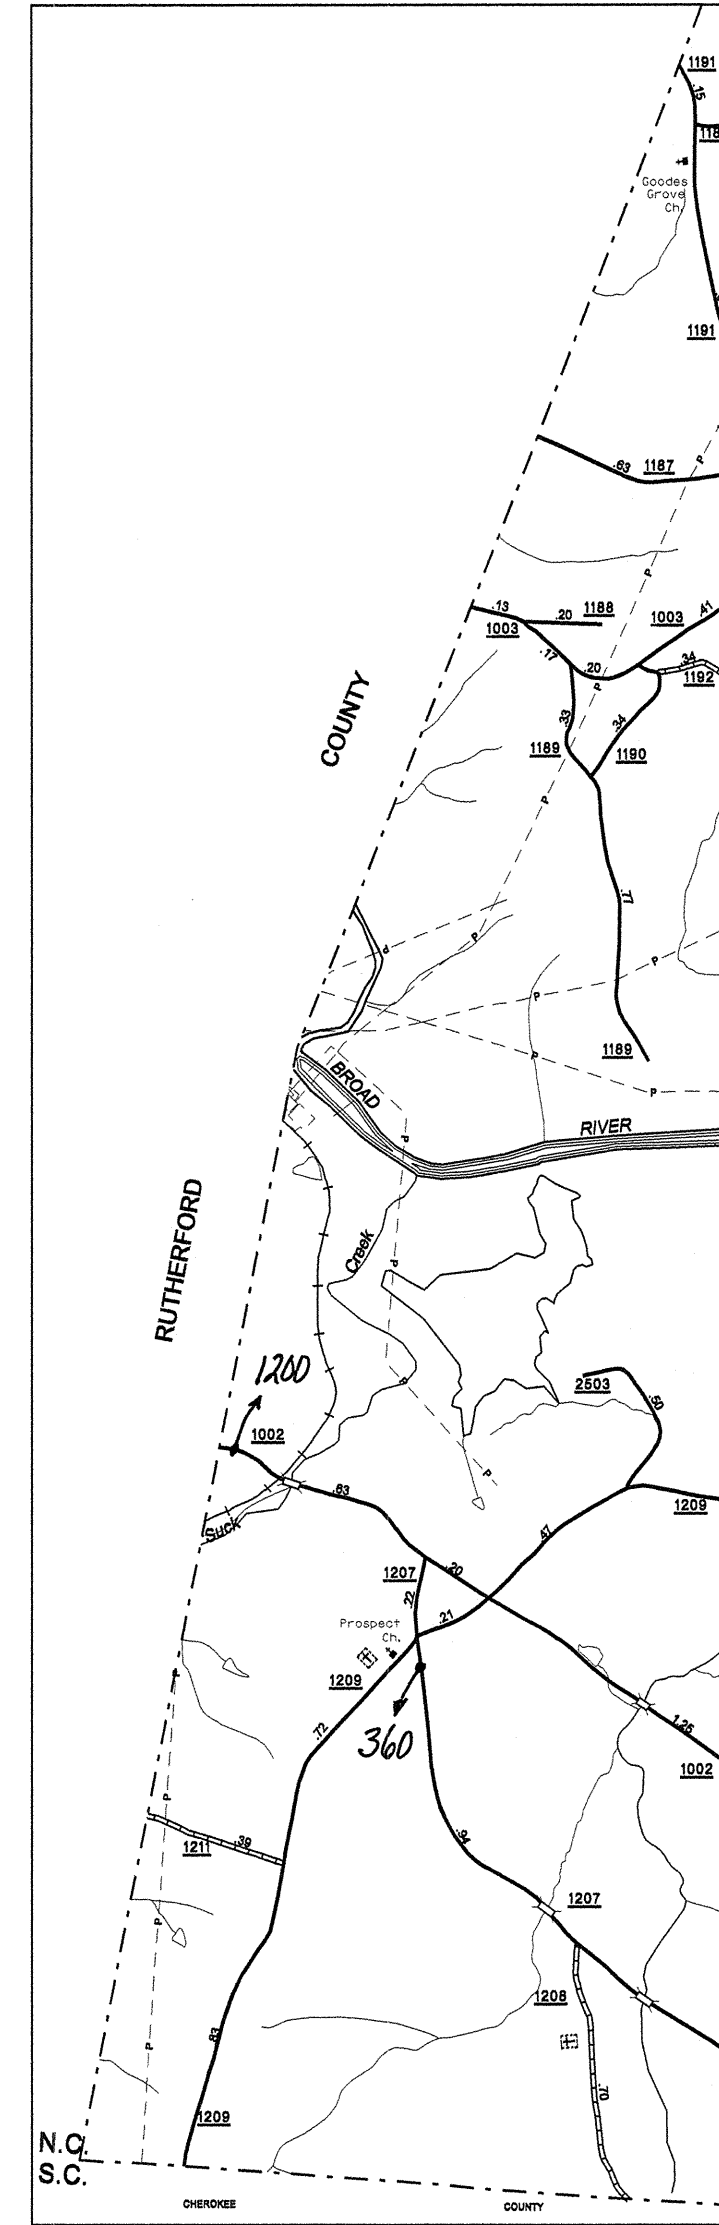 1191
.15
118
Goodes
Grove
Ch.
1191
P
.63
1187
P
.13
.20
1188
1003
1003
.41
.17
.20
.34
1192
P
.33
.34
1189
1190
COUNTY
P
.77
P
P
P
P
P
1189
P
BROAD
RIVER
P
RUTHERFORD
Creek
P
1200
P
2503
.50
1002
P
.63
1209
Suck
.47
1207
.20
.22
.21
Prospect
Ch.
P
1209
.72
360
1.25
1002
P
1211
.39
.94
1207
P
1208
.83
P
.70
1209
N.C.
S.C.
CHEROKEE
COUNTY